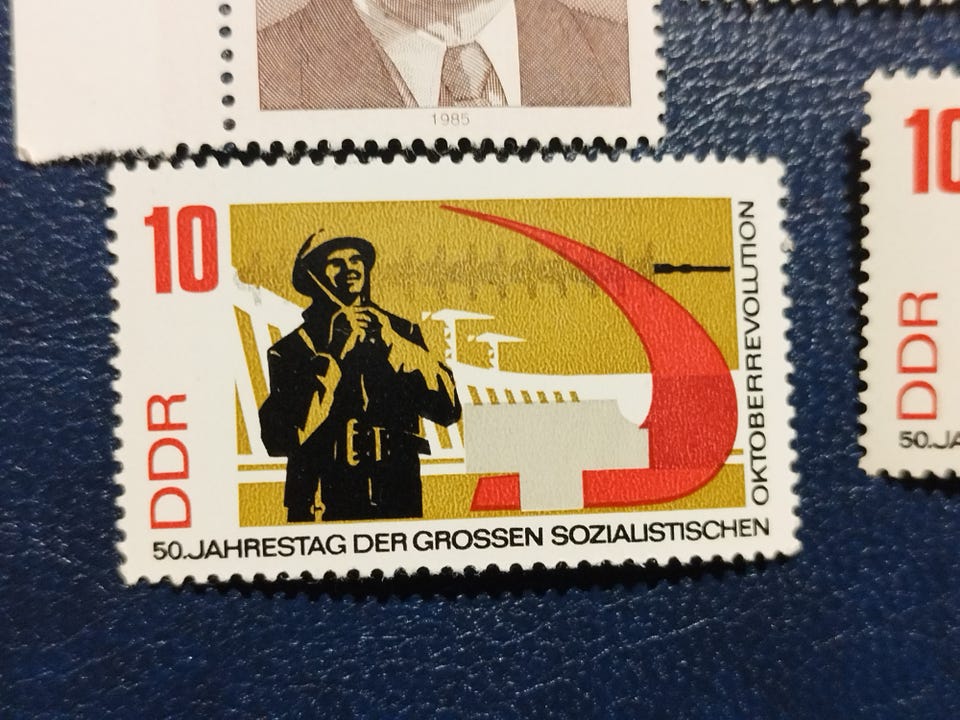 1985
10
DDR
50.JAHRESTAG DER GROSSEN SOZIALISTISCHEN
OKTOBERREVOLUTION
10
DDR
50.JA